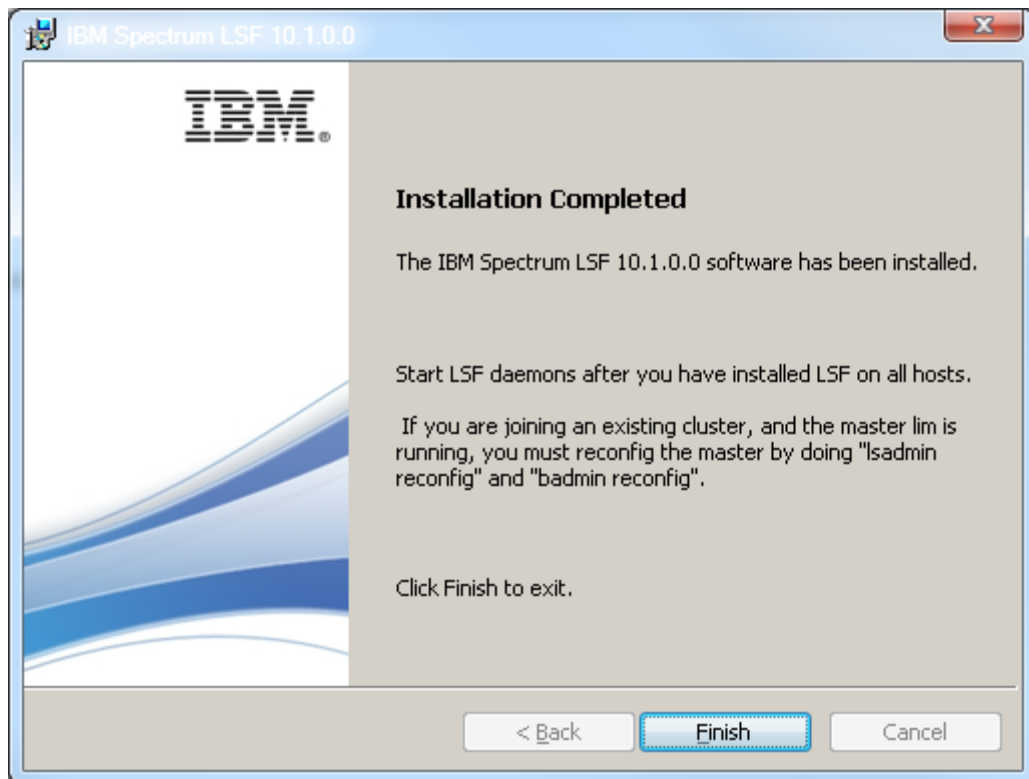 IBM Spectrum LSF 10.1.0.0
IBM®
Installation Completed
The IBM Spectrum LSF 10.1.0.0 software has been installed.
Start LSF daemons after you have installed LSF on all hosts.
If you are joining an existing cluster, and the master lim is
running, you must reconfig the master by doing "lsadmin
reconfig" and "badmin reconfig".
Click Finish to exit.
< Back
Finish
Cancel